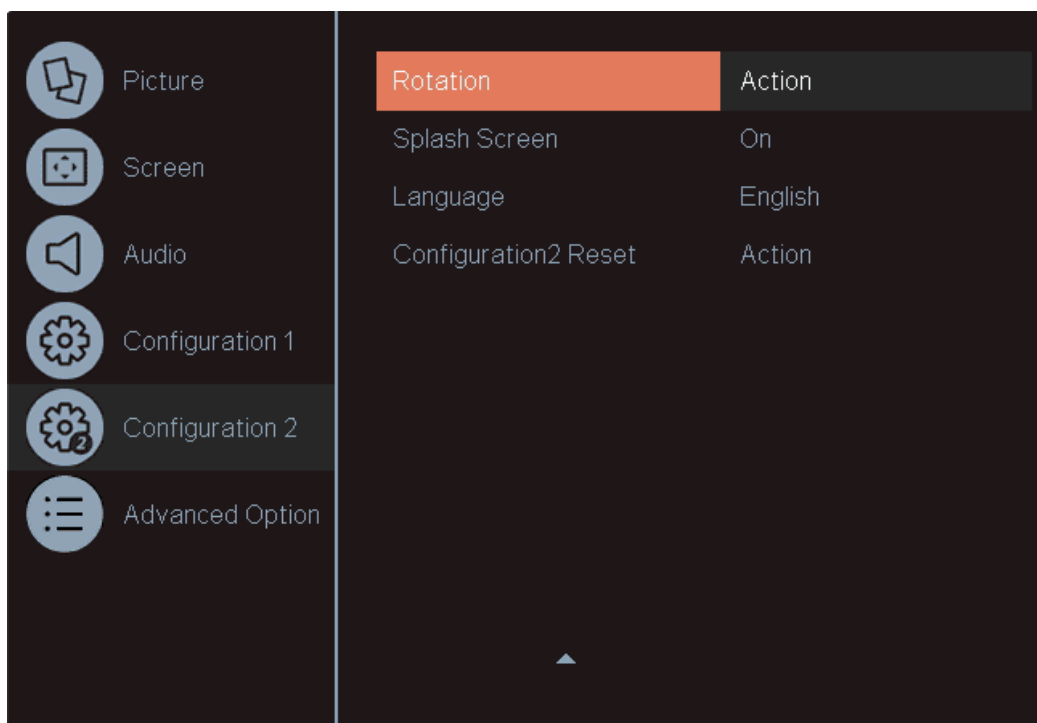 Picture
Screen
Audio
Configuration 1
2
Configuration 2
Advanced Option
Rotation Action
Splash Screen On
Language English
Configuration2 Reset Action